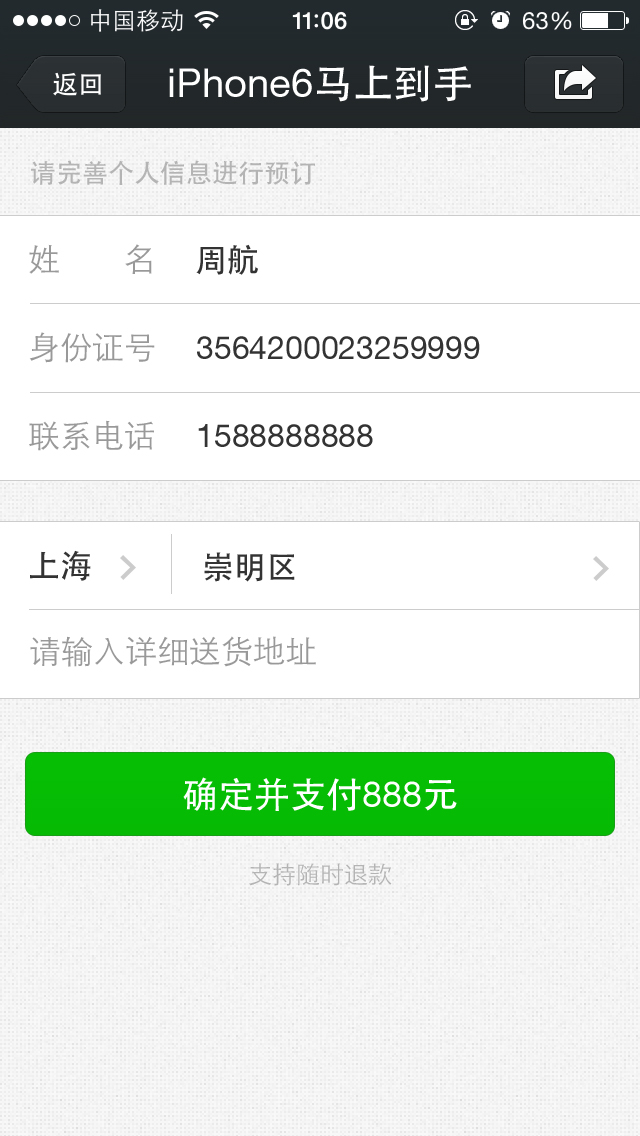 中国移动 11:06 63%
返回 iPhone6马上到手
请完善个人信息进行预订
姓 名 周航
身份证号 3564200023259999
联系电话 1588888888
上海 崇明区
请输入详细送货地址
确定并支付888元
支持随时退款